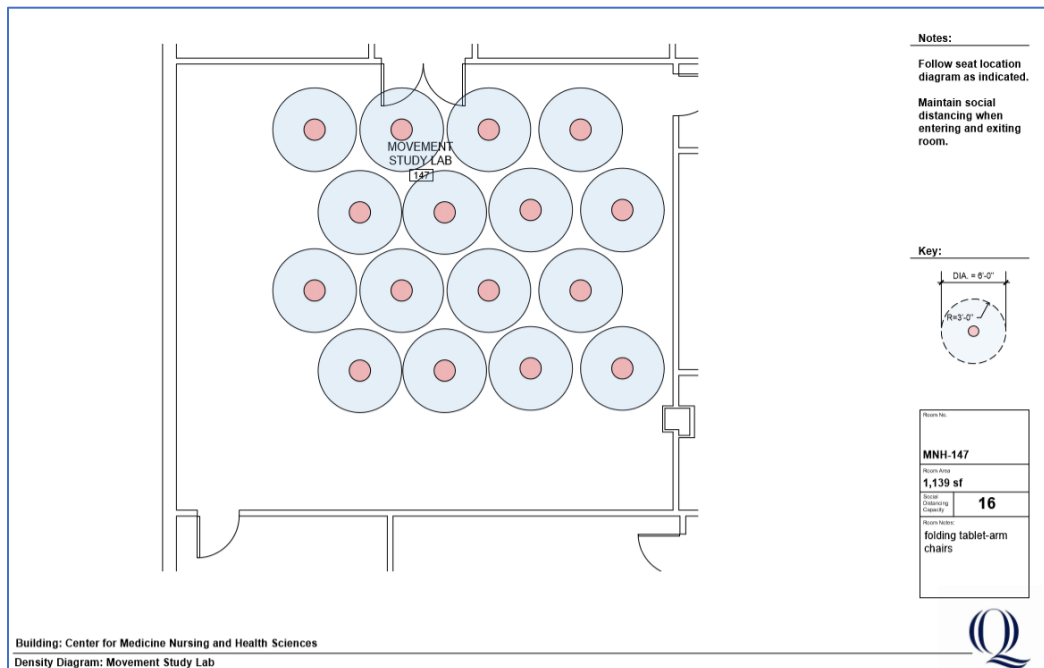 Notes:
Follow seat location
diagram as indicated.
Maintain social
distancing when
entering and exiting
room.
MOVEMENT
STUDY LAB
147
Key:
DIA. = 6'-0"
R=3'-0"
Room No.
MNH-147
Room Area
1,139 sf
Social
Distancing
Capacity
16
Room Notes:
folding tablet-arm
chairs
Building: Center for Medicine Nursing and Health Sciences
Density Diagram: Movement Study Lab